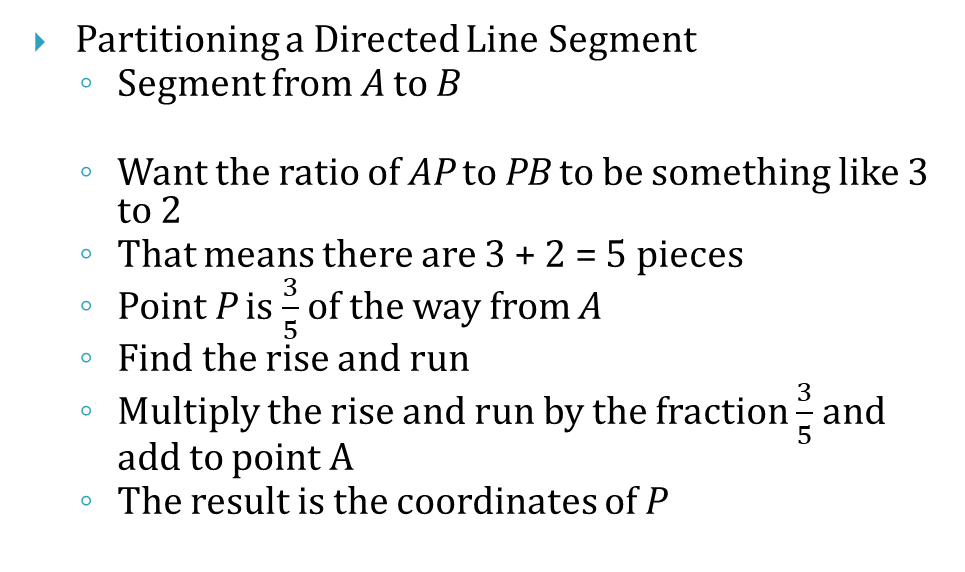 Partitioning a Directed Line Segment
Segment from A to B
Want the ratio of AP to PB to be something like 3
to 2
That means there are 3 + 2 = 5 pieces
Point P is 3/5 of the way from A
Find the rise and run
Multiply the rise and run by the fraction 3/5 and
add to point A
The result is the coordinates of P